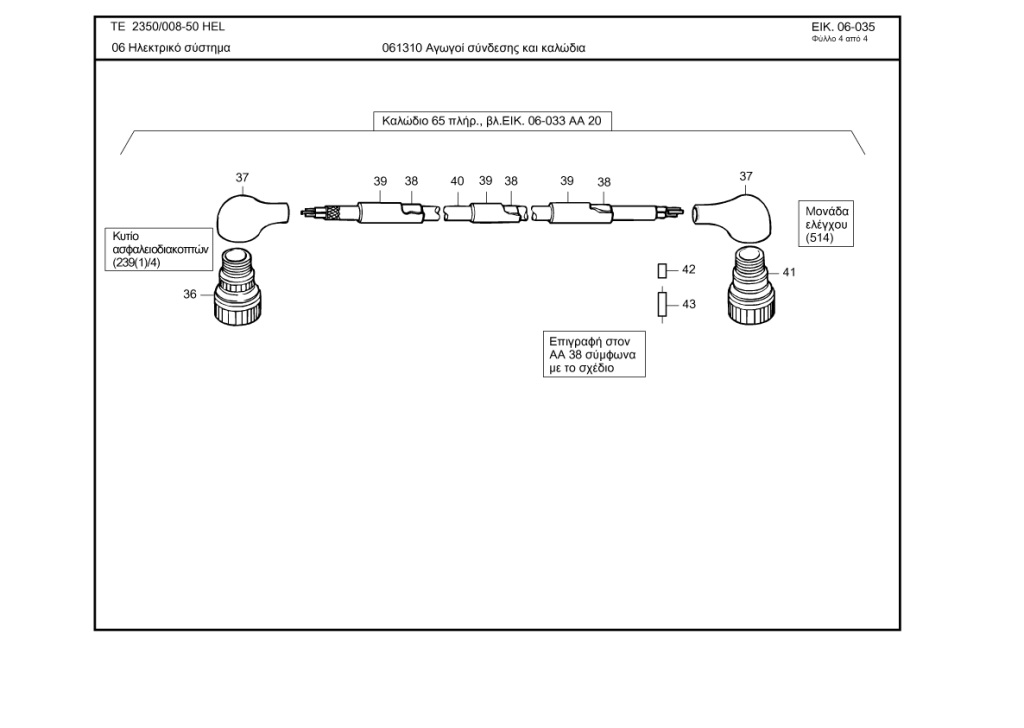 ΤΕ 2350/008-50 HEL
ΕΙΚ. 06-035
Φύλλο 4 από 4
06 Ηλεκτρικό σύστημα
061310 Αγωγοί σύνδεσης και καλώδια
Καλώδιο 65 πλήρ., βλ.ΕΙΚ. 06-033 ΑΑ 20
37
39
38
40
39
38
39
38
37
Μονάδα
ελέγχου
(514)
Κυτίο
ασφαλειοδιακοπτών
(239(1)/4)
42
41
36
43
Επιγραφή στον
ΑΑ 38 σύμφωνα
με το σχέδιο